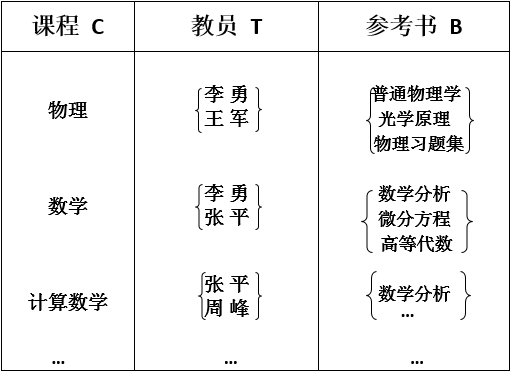 课程 C 教员 T 参考书 B
物理
李 勇
王 军
普通物理学
光学原理
物理习题集
数学
李 勇
张 平
数学分析
微分方程
高等代数
计算数学
张 平
周 峰
数学分析
...
... ... ...